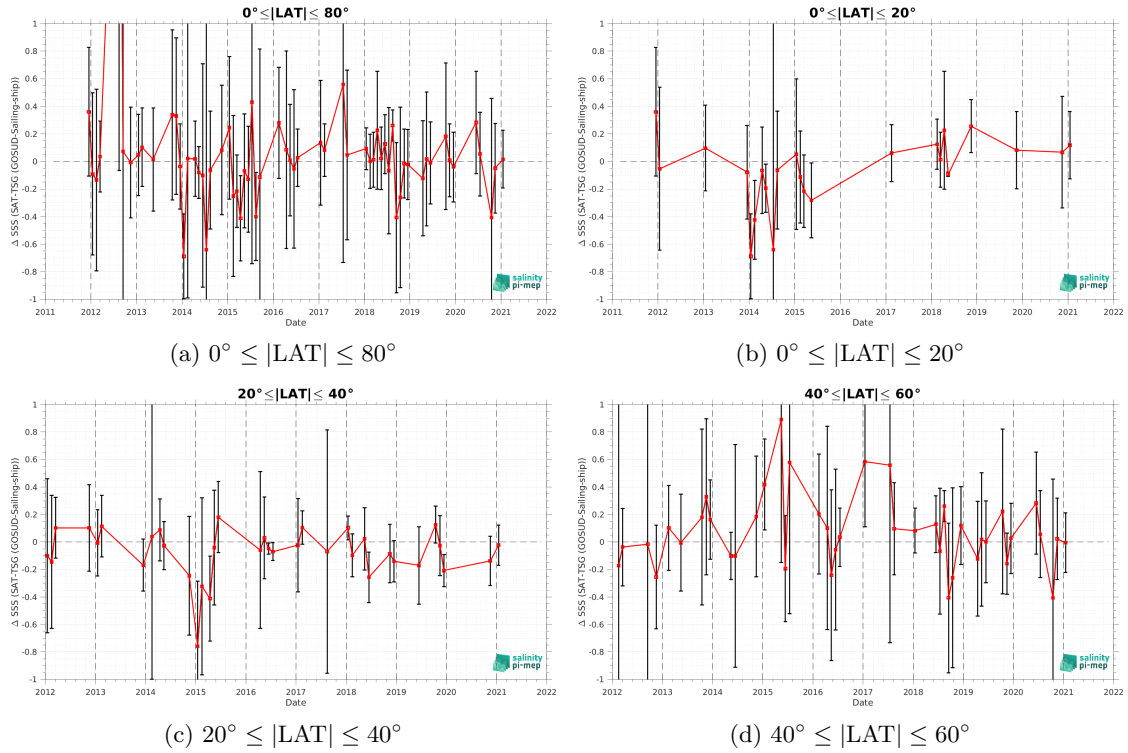 0°≤|LAT|≤ 80°
Δ SSS (SAT-TSG (GOSUD-Sailing-ship))
1
0.8
0.6
0.4
0.2
0
-0.2
-0.4
-0.6
-0.8
-1
2011 2012 2013 2014 2015 2016 2017 2018 2019 2020 2021 2022
Date
salinity
pi-mep
(a) 0° ≤ |LAT| ≤ 80°
0°≤|LAT|≤ 20°
Δ SSS (SAT-TSG (GOSUD-Sailing-ship))
1
0.8
0.6
0.4
0.2
0
-0.2
-0.4
-0.6
-0.8
-1
2011 2012 2013 2014 2015 2016 2017 2018 2019 2020 2021 2022
Date
salinity
pi-mep
(b) 0° ≤ |LAT| ≤ 20°
20°≤|LAT|≤ 40°
Δ SSS (SAT-TSG (GOSUD-Sailing-ship))
1
0.8
0.6
0.4
0.2
0
-0.2
-0.4
-0.6
-0.8
-1
2012 2013 2014 2015 2016 2017 2018 2019 2020 2021 2022
Date
salinity
pi-mep
(c) 20° ≤ |LAT| ≤ 40°
40°≤|LAT|≤ 60°
Δ SSS (SAT-TSG (GOSUD-Sailing-ship))
1
0.8
0.6
0.4
0.2
0
-0.2
-0.4
-0.6
-0.8
-1
2012 2013 2014 2015 2016 2017 2018 2019 2020 2021 2022
Date
salinity
pi-mep
(d) 40° ≤ |LAT| ≤ 60°